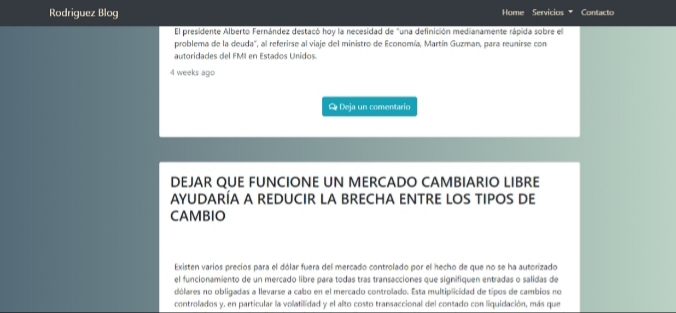 Rodriguez Blog
Home Servicios Contacto
El presidente Alberto Fernández destacó hoy la necesidad de "una definición medianamente rápida sobre el
problema de la deuda", al referirse al viaje del ministro de Economía, Martín Guzman, para reunirse con
autoridades del FMI en Estados Unidos.
4 weeks ago
Deja un comentario
DEJAR QUE FUNCIONE UN MERCADO CAMBIARIO LIBRE
AYUDARÍA A REDUCIR LA BRECHA ENTRE LOS TIPOS DE
CAMBIO
Existen varios precios para el dólar fuera del mercado controlado por el hecho de que no se ha autorizado
el funcionamiento de un mercado libre para todas tras transacciones que signifiquen entradas o salidas de
dólares no obligadas a llevarse a cabo en el mercado controlado. Esta multiplicidad de tipos de cambios no
controlados y, en particular la volatilidad y el alto costo transaccional del contado con liquidación, más que